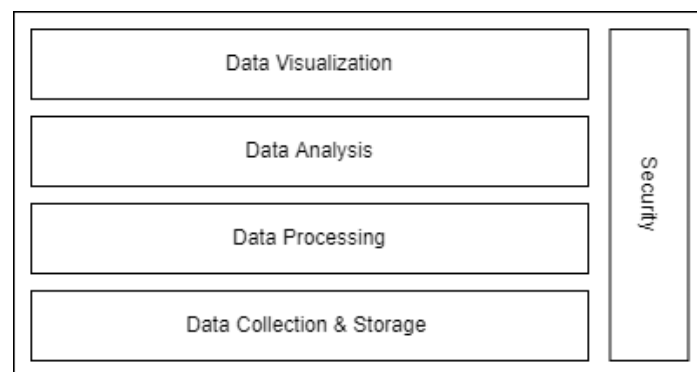 Data Visualization
Data Analysis
Data Processing
Data Collection & Storage
Security